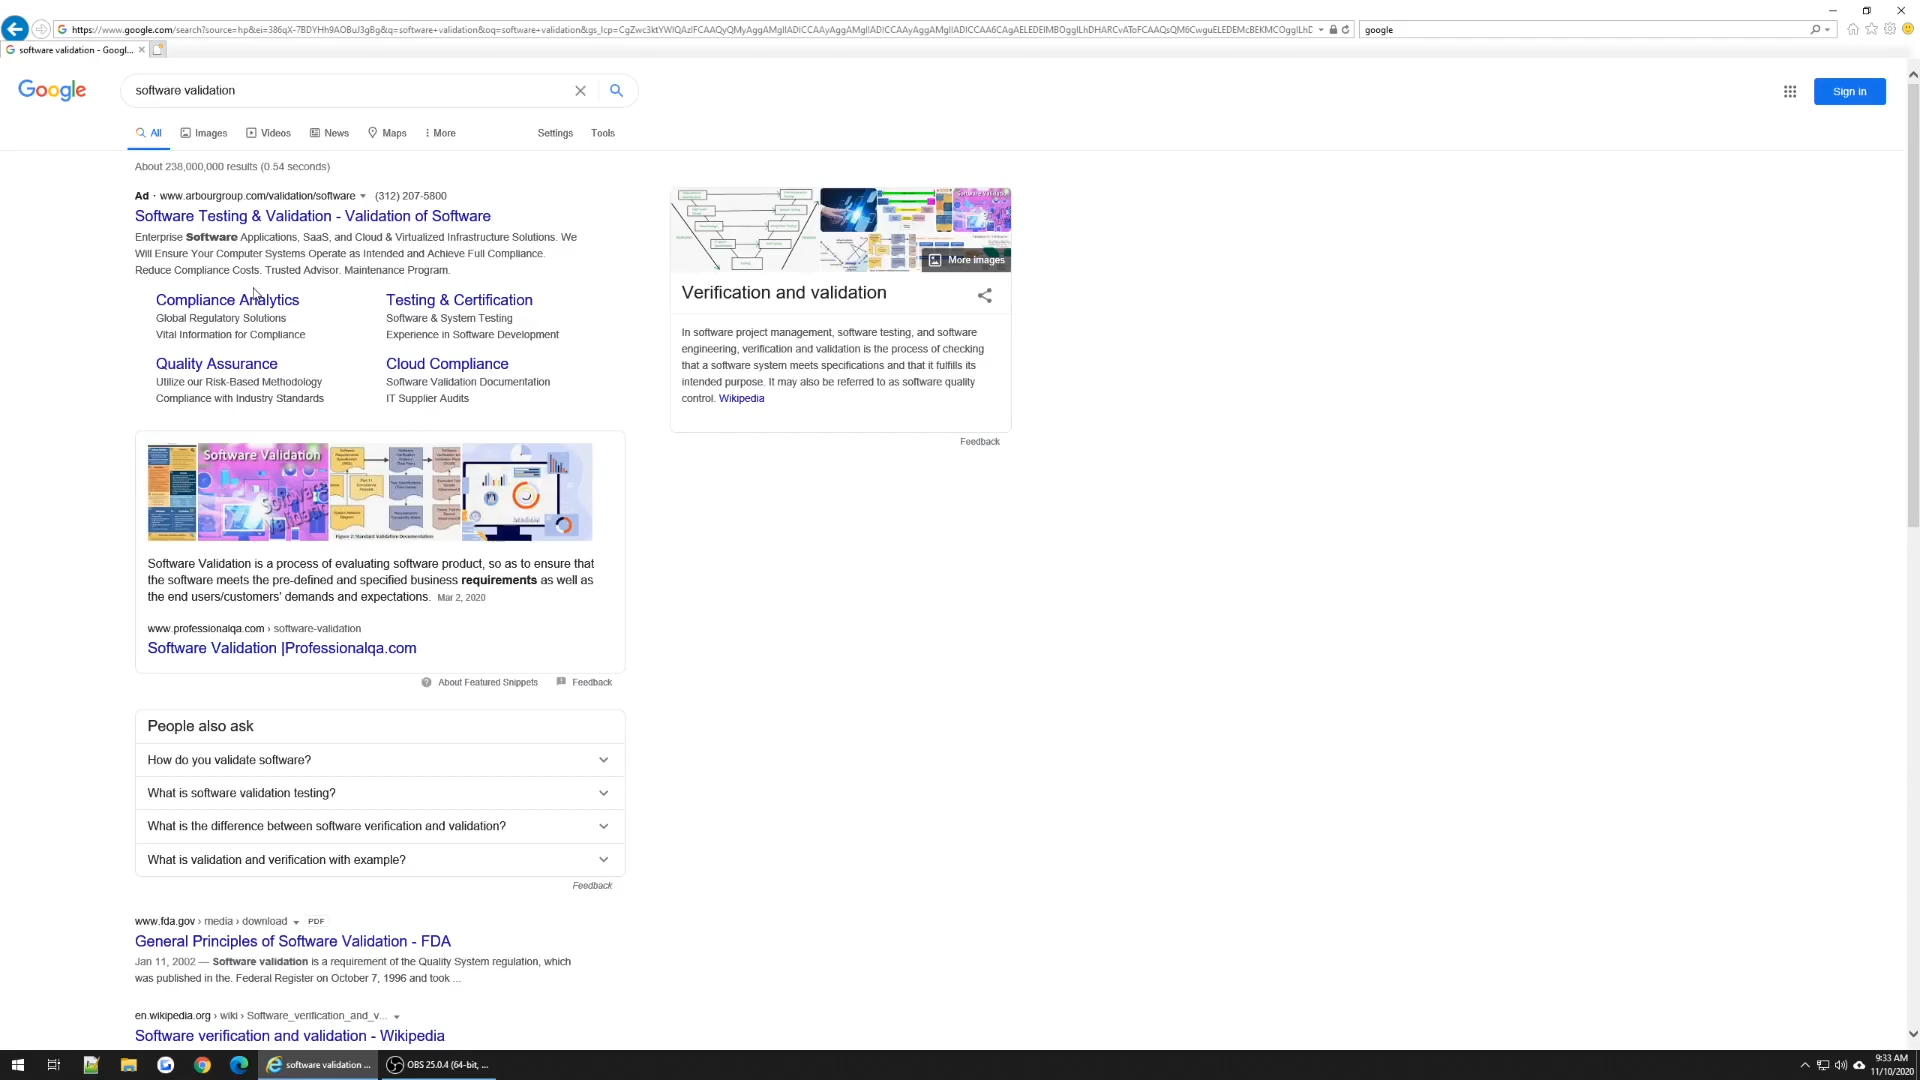 https://www.google.com/search?source=hp&ei=386qX-7BDYHh9AOBuJ3gBg&q=software+validation&oq=software+validation
google
software validation - Googl...
Google
software validation
Sign in
All Images Videos News Maps More Settings Tools
About 238,000,000 results (0.54 seconds)
Ad · www.arbourgroup.com/validation/software (312) 207-5800
Software Testing & Validation - Validation of Software
Enterprise Software Applications, SaaS, and Cloud & Virtualized Infrastructure Solutions. We
Will Ensure Your Computer Systems Operate as Intended and Achieve Full Compliance.
Reduce Compliance Costs. Trusted Advisor. Maintenance Program.
Compliance Analytics
Global Regulatory Solutions
Vital Information for Compliance
Testing & Certification
Software & System Testing
Experience in Software Development
Quality Assurance
Utilize our Risk-Based Methodology
Compliance with Industry Standards
Cloud Compliance
Software Validation Documentation
IT Supplier Audits
Software Validation
Software Validation
Figure 2: Standard Validation Documentation
Software Validation is a process of evaluating software product, so as to ensure that
the software meets the pre-defined and specified business requirements as well as
the end users/customers' demands and expectations. Mar 2, 2020
www.professionalqa.com › software-validation
Software Validation |Professionalqa.com
About Featured Snippets Feedback
People also ask
How do you validate software?
What is software validation testing?
What is the difference between software verification and validation?
What is validation and verification with example?
Feedback
www.fda.gov › media › download PDF
General Principles of Software Validation - FDA
Jan 11, 2002 — Software validation is a requirement of the Quality System regulation, which
was published in the. Federal Register on October 7, 1996 and took ...
en.wikipedia.org › wiki › Software_verification_and_v...
Software verification and validation - Wikipedia
More images
Verification and validation
In software project management, software testing, and software
engineering, verification and validation is the process of checking
that a software system meets specifications and that it fulfills its
intended purpose. It may also be referred to as software quality
control. Wikipedia
Feedback
software validation ...
OBS 25.0.4 (64-bit, ...
9:33 AM
11/10/2020